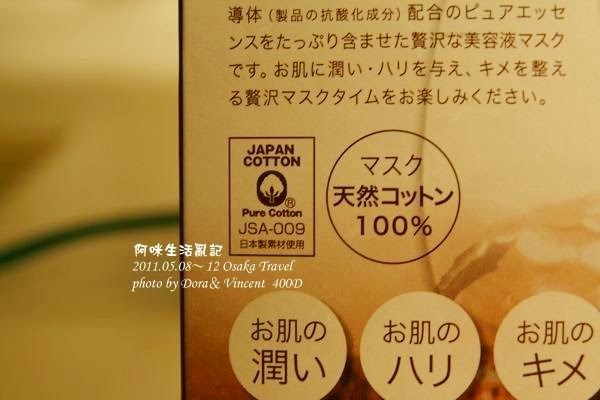 導体（製品の抗酸化成分）配合のピュアエッセ
ンスをたっぷり含ませた贅沢な美容液マスク
です。お肌に潤い・ハリを与え、キメを整え
る贅沢マスクタイムをお楽しみください。
JAPAN
COTTON
®
Pure Cotton
JSA-009
日本製素材使用
マスク
天然コットン
100%
阿咪生活亂記
2011.05.08～ 12 Osaka Travel
photo by Dora& Vincent 400D
お肌の
潤い
お肌の
ハリ
お肌の
キメ